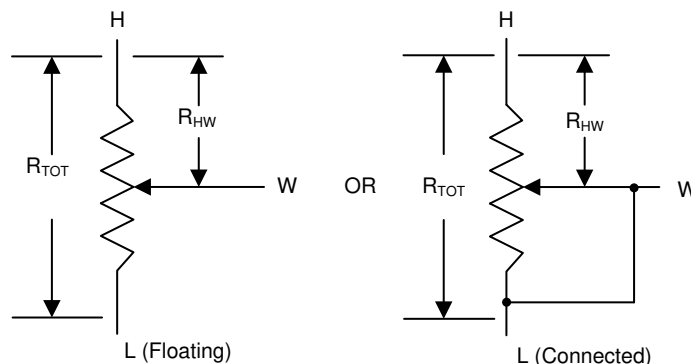 H
H
R_HW
R_HW
R_TOT
R_TOT
W
OR
W
L (Floating)
L (Connected)